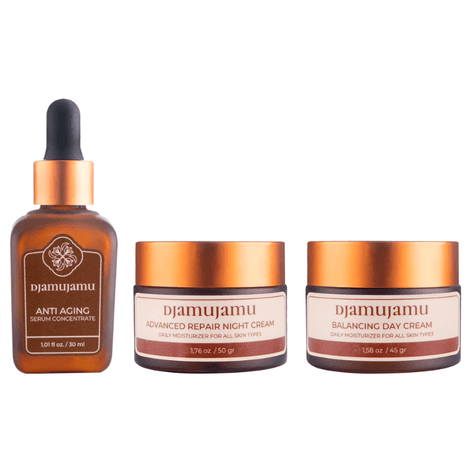 Djamujamu
ANTI AGING
SERUM CONCENTRATE
1,01 fl. oz. / 30 ml
Djamujamu
ADVANCED REPAIR NIGHT CREAM
DAILY MOISTURIZER FOR ALL SKIN TYPES
1,76 oz / 50 gr
Djamujamu
BALANCING DAY CREAM
DAILY MOISTURIZER FOR ALL SKIN TYPES
1,58 oz / 45 gr